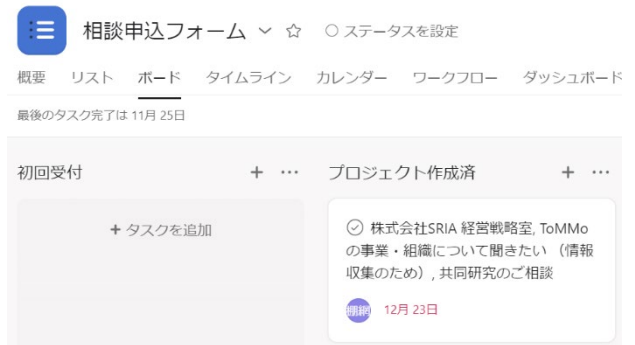 相談申込フォーム ステータスを設定
概要 リスト ボード タイムライン カレンダー ワークフロー ダッシュボード
最後のタスク完了は 11月 25日
初回受付 + … プロジェクト作成済 + …
+ タスクを追加
株式会社SRIA 経営戦略室, ToMMo
の事業・組織について聞きたい （情報
収集のため）, 共同研究のご相談
12月 23日